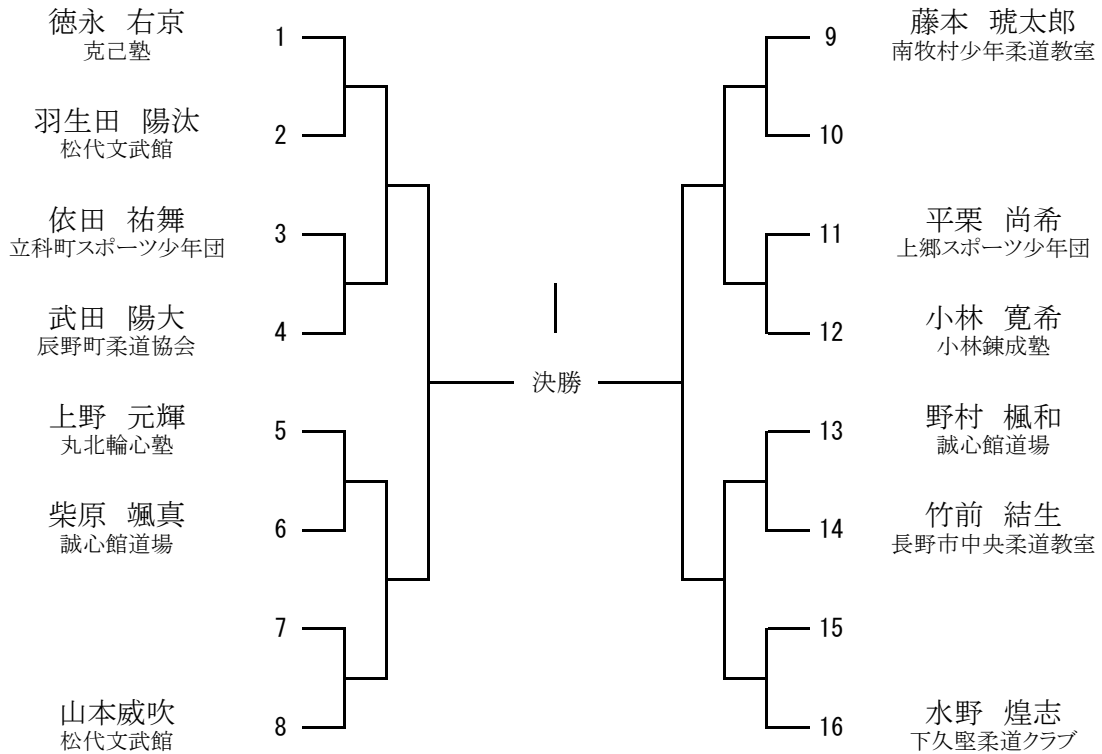 徳永 右京
克己塾
1
羽生田 陽汰
松代文武館
2
依田 祐舞
立科町スポーツ少年団
3
武田 陽大
辰野町柔道協会
4
上野 元輝
丸北輪心塾
5
柴原 颯真
誠心館道場
6
7
山本威吹
松代文武館
8
決勝
9
藤本 琥太郎
南牧村少年柔道教室
10
11
平栗 尚希
上郷スポーツ少年団
12
小林 寛希
小林錬成塾
13
野村 楓和
誠心館道場
14
竹前 結生
長野市中央柔道教室
15
16
水野 煌志
下久堅柔道クラブ